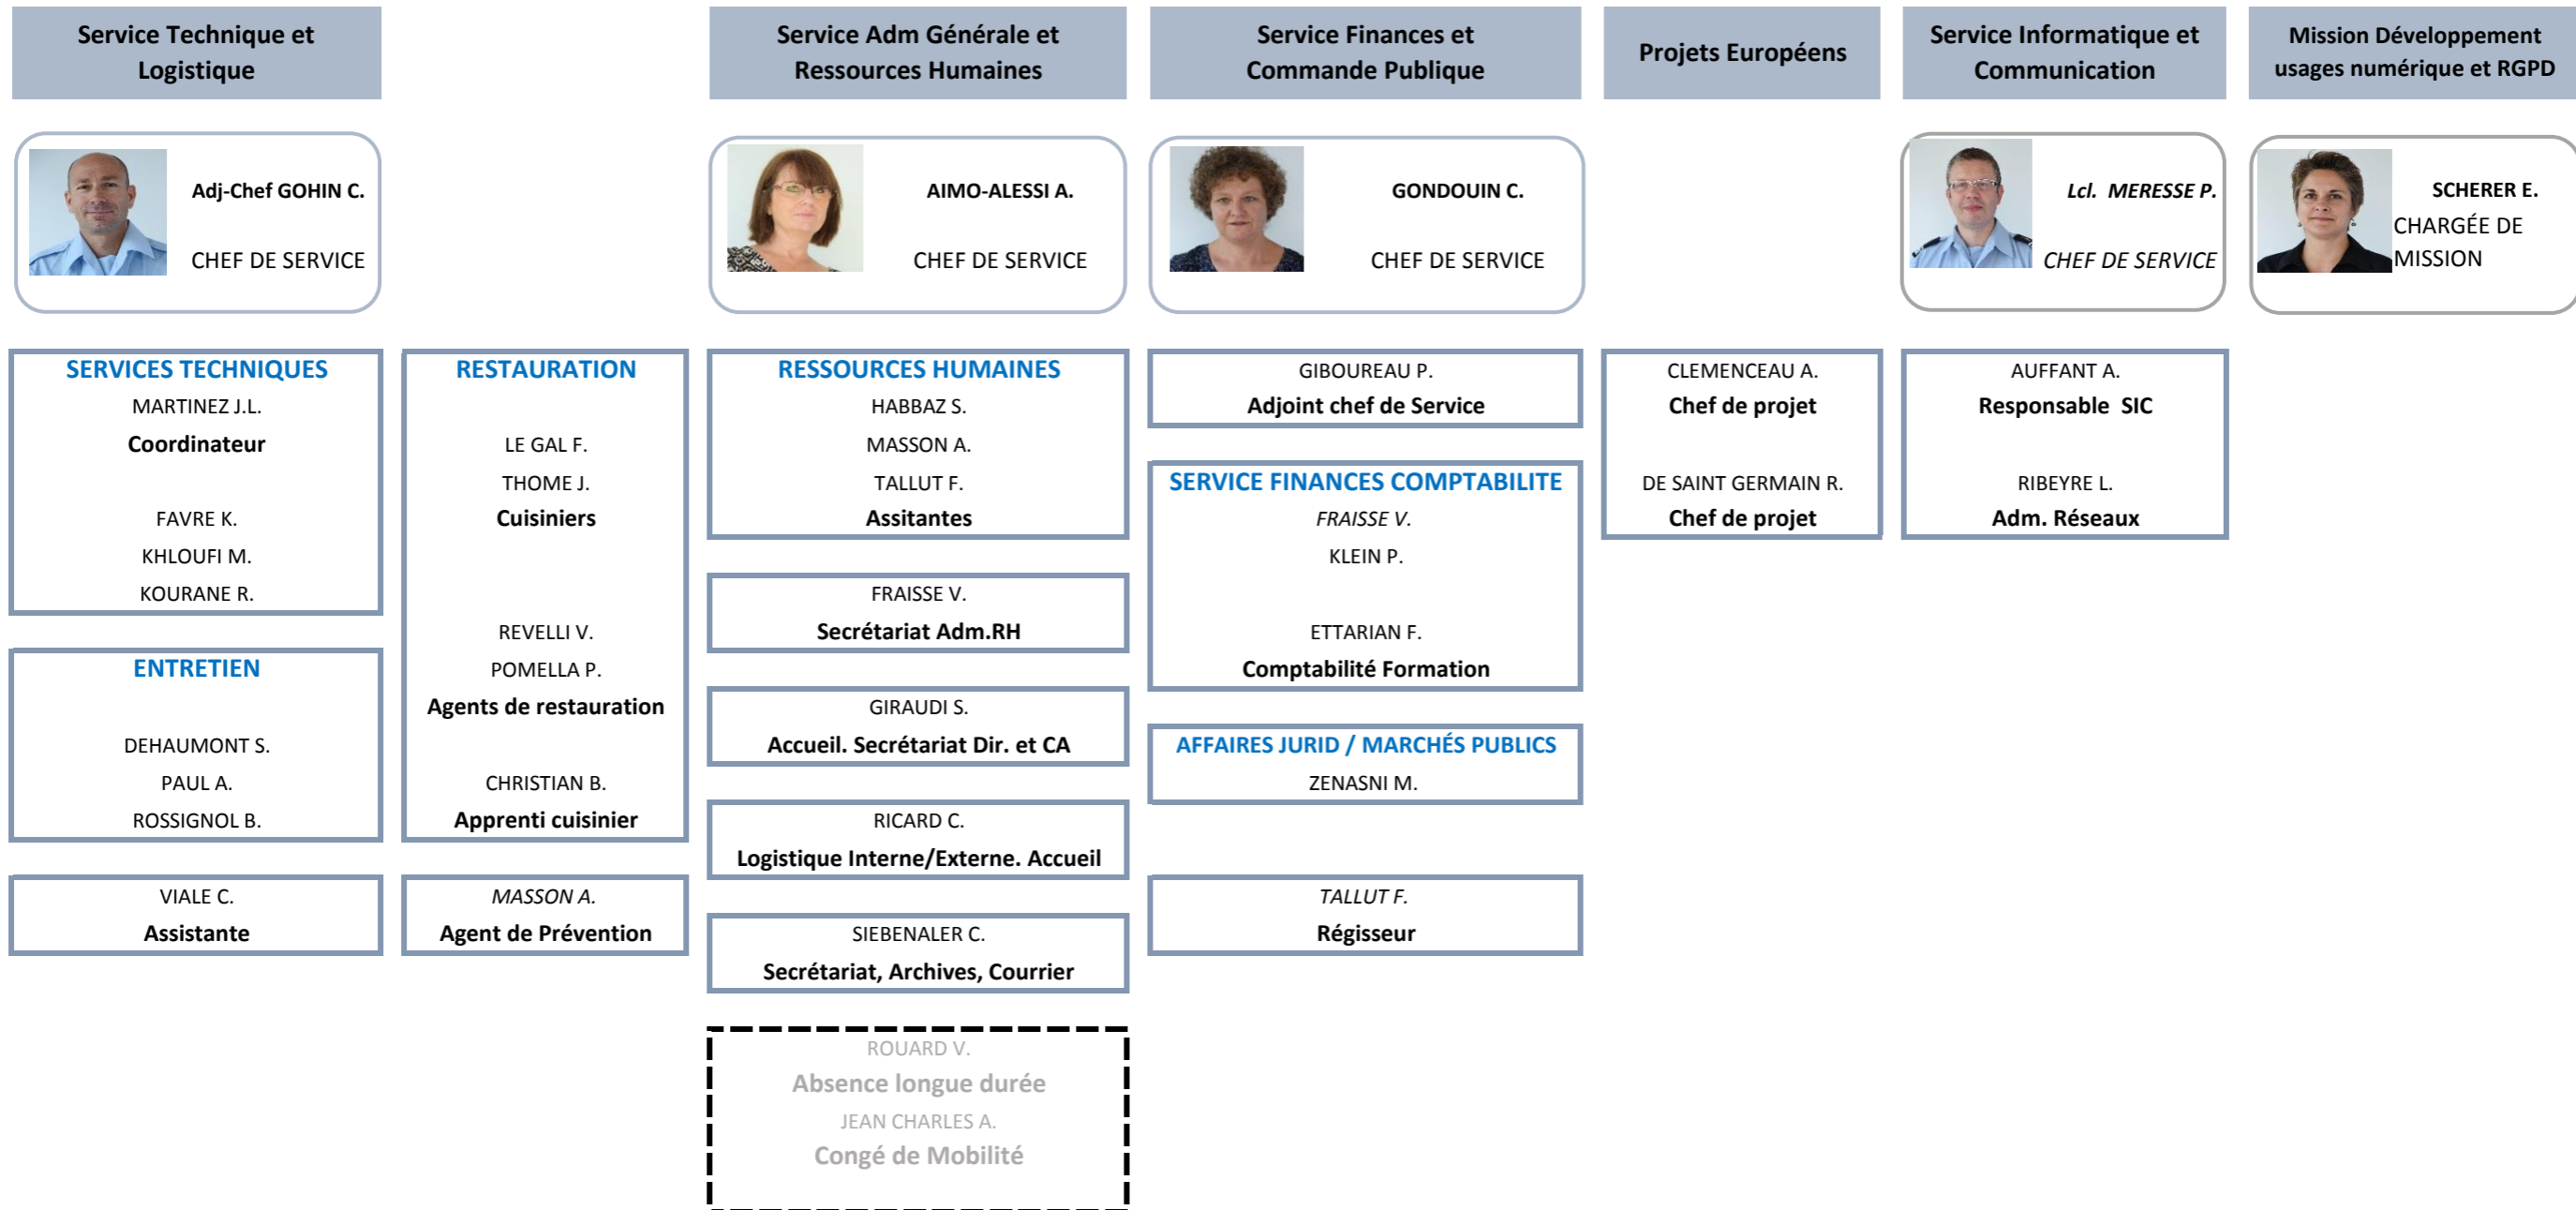 Service Technique et
Logistique
Service Adm Générale et
Ressources Humaines
Service Finances et
Commande Publique
Projets Européens
Service Informatique et
Communication
Mission Développement
usages numérique et RGPD
Adj-Chef GOHIN C.
CHEF DE SERVICE
AIMO-ALESSI A.
CHEF DE SERVICE
GONDOUIN C.
CHEF DE SERVICE
Lcl. MERESSE P.
CHEF DE SERVICE
SCHERER E.
CHARGÉE DE
MISSION
SERVICES TECHNIQUES
MARTINEZ J.L.
Coordinateur
FAVRE K.
KHLOUFI M.
KOURANE R.
ENTRETIEN
DEHAUMONT S.
PAUL A.
ROSSIGNOL B.
VIALE C.
Assistante
RESTAURATION
LE GAL F.
THOME J.
Cuisiniers
REVELLI V.
POMELLA P.
Agents de restauration
CHRISTIAN B.
Apprenti cuisinier
MASSON A.
Agent de Prévention
RESSOURCES HUMAINES
HABBAZ S.
MASSON A.
TALLUT F.
Assitantes
FRAISSE V.
Secrétariat Adm.RH
GIRAUDI S.
Accueil. Secrétariat Dir. et CA
RICARD C.
Logistique Interne/Externe. Accueil
SIEBENALER C.
Secrétariat, Archives, Courrier
ROUARD V.
Absence longue durée
JEAN CHARLES A.
Congé de Mobilité
GIBOUREAU P.
Adjoint chef de Service
SERVICE FINANCES COMPTABILITE
FRAISSE V.
KLEIN P.
ETTARIAN F.
Comptabilité Formation
AFFAIRES JURID / MARCHÉS PUBLICS
ZENASNI M.
TALLUT F.
Régisseur
CLEMENCEAU A.
Chef de projet
DE SAINT GERMAIN R.
Chef de projet
AUFFANT A.
Responsable SIC
RIBEYRE L.
Adm. Réseaux